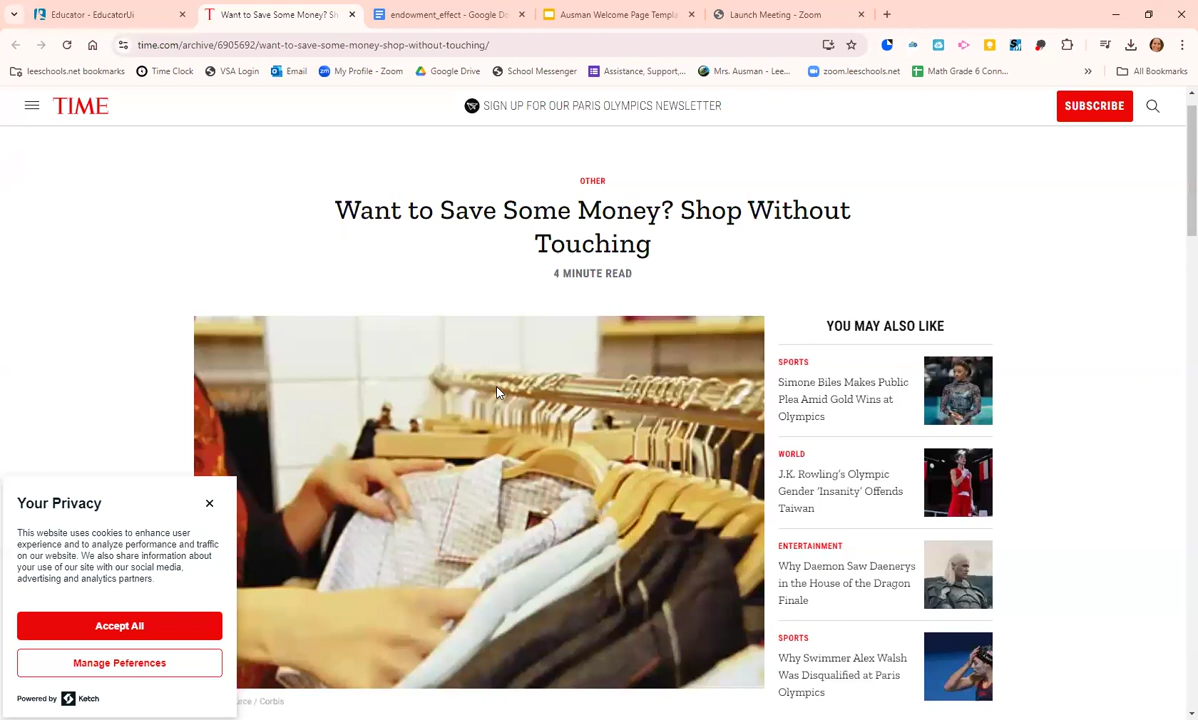 Educator - EducatorUi
Want to Save Some Money? Sh
endowment_effect - Google Do
Ausman Welcome Page Templa
Launch Meeting - Zoom
time.com/archive/6905692/want-to-save-some-money-shop-without-touching/
leeschools.net bookmarks
Time Clock
VSA Login
Email
My Profile - Zoom
Google Drive
School Messenger
Assistance, Support,...
Mrs. Ausman - Lee...
zoom.leeschools.net
Math Grade 6 Conn...
All Bookmarks
TIME
SIGN UP FOR OUR PARIS OLYMPICS NEWSLETTER
SUBSCRIBE
OTHER
Want to Save Some Money? Shop Without
Touching
4 MINUTE READ
YOU MAY ALSO LIKE
SPORTS
Simone Biles Makes Public
Plea Amid Gold Wins at
Olympics
WORLD
J.K. Rowling's Olympic
Gender 'Insanity' Offends
Taiwan
ENTERTAINMENT
Why Daemon Saw Daenerys
in the House of the Dragon
Finale
SPORTS
Why Swimmer Alex Walsh
Was Disqualified at Paris
Olympics
Your Privacy
This website uses cookies to enhance user
experience and to analyze performance and traffic
on our website. We also share information about
your use of our site with our social media,
advertising and analytics partners.
Accept All
Manage Peferences
Powered by Ketch
/ Corbis